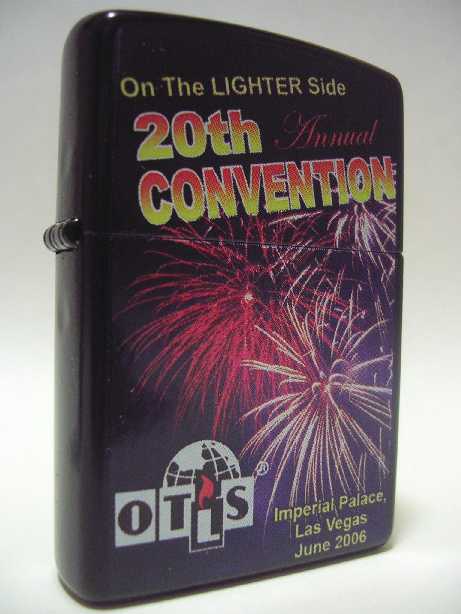 On The LIGHTER Side
20th Annual
CONVENTION
OTLS®
Imperial Palace,
Las Vegas
June 2006